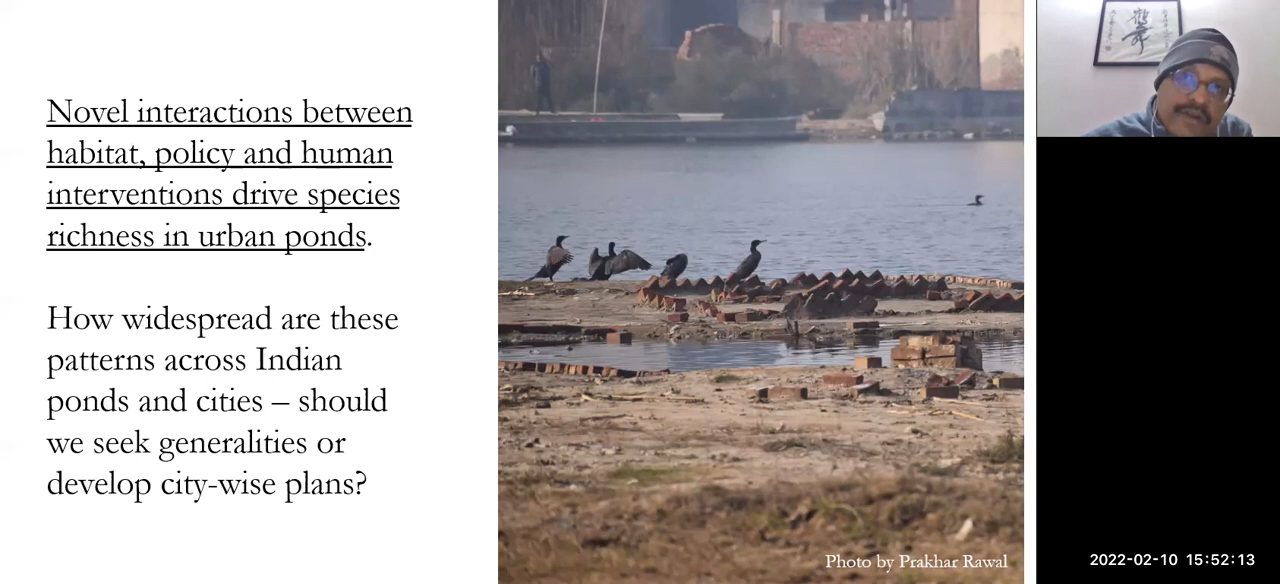 Novel interactions between
habitat, policy and human
interventions drive species
richness in urban ponds.
How widespread are these
patterns across Indian
ponds and cities – should
we seek generalities or
develop city-wise plans?
Photo by Prakhar Rawal
2022-02-10 15:52:13